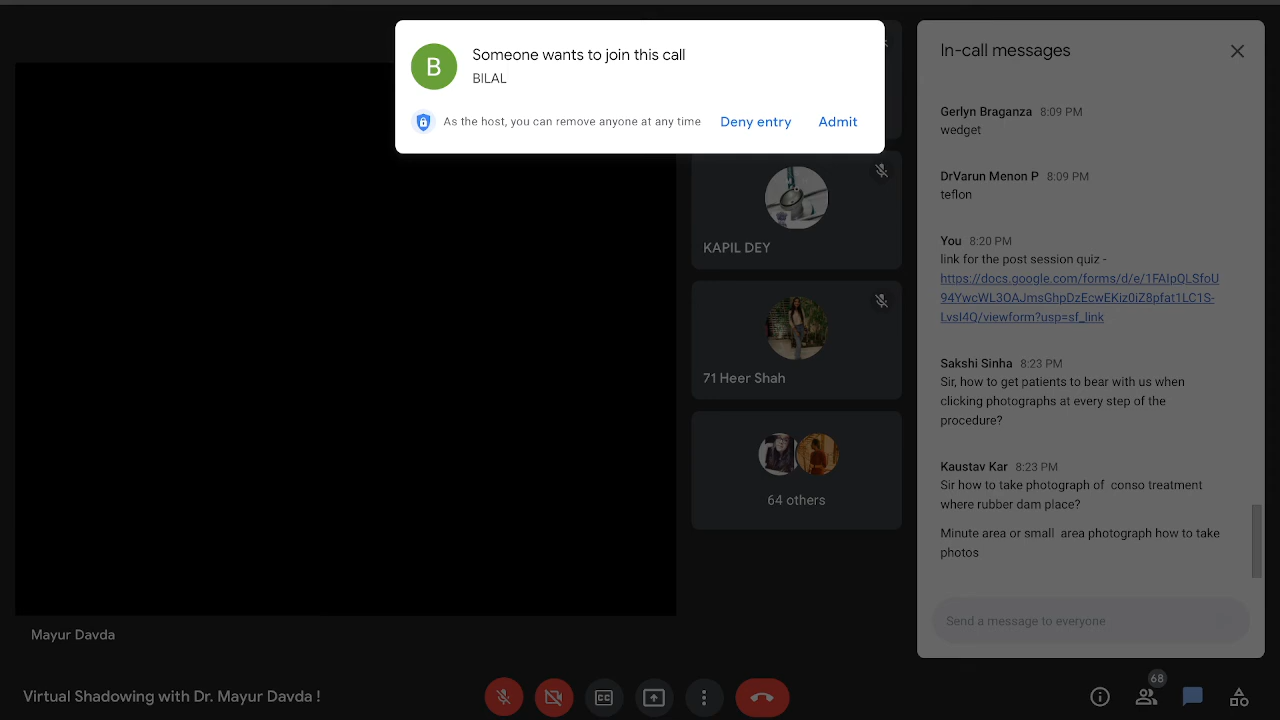 Someone wants to join this call
B
BILAL
As the host, you can remove anyone at any time
Deny entry
Admit
KAPIL DEY
71 Heer Shah
64 others
Mayur Davda
In-call messages
Gerlyn Braganza 8:09 PM
wedget
DrVarun Menon P 8:09 PM
teflon
You 8:20 PM
link for the post session quiz -
https://docs.google.com/forms/d/e/1FAIpQLSfoU
94YwcWL3OAJmsGhpDzEcwEKiz0iZ8pfat1LC1S-
LvsI4Q/viewform?usp=sf_link
Sakshi Sinha 8:23 PM
Sir, how to get patients to bear with us when
clicking photographs at every step of the
procedure?
Kaustav Kar 8:23 PM
Sir how to take photograph of conso treatment
where rubber dam place?
Minute area or small area photograph how to take
photos
Send a message to everyone
Virtual Shadowing with Dr. Mayur Davda !
CC
68